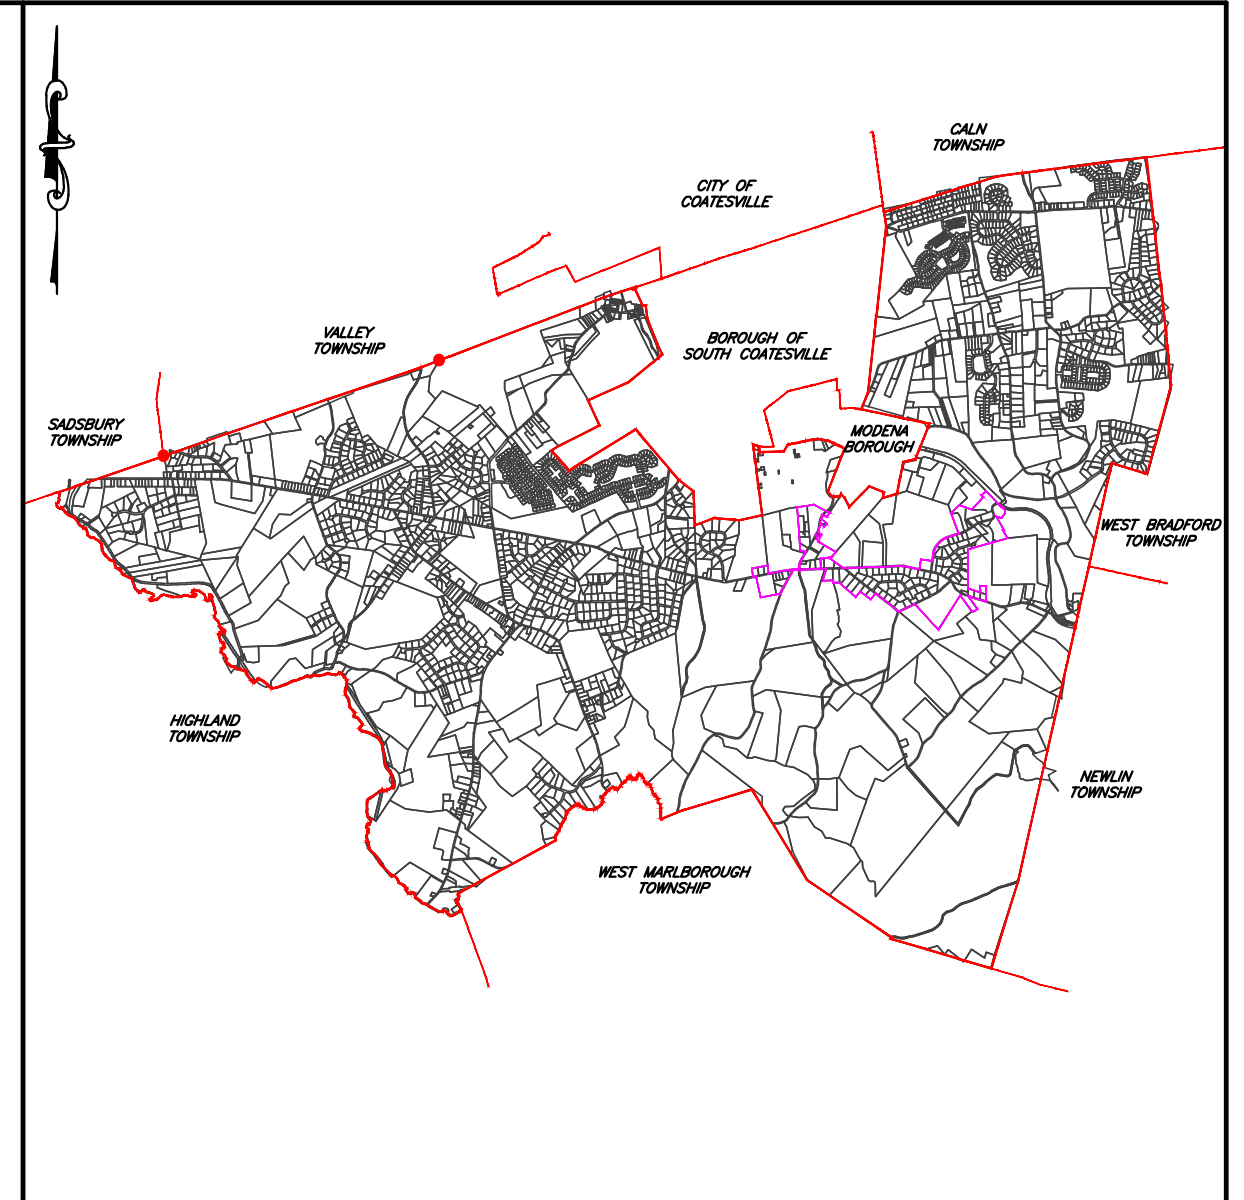 CALN
TOWNSHIP
CITY OF
COATESVILLE
VALLEY
TOWNSHIP
BOROUGH OF
SOUTH COATESVILLE
SADSBURY
TOWNSHIP
MODENA
BOROUGH
WEST BRADFORD
TOWNSHIP
HIGHLAND
TOWNSHIP
NEWLIN
TOWNSHIP
WEST MARLBOROUGH
TOWNSHIP